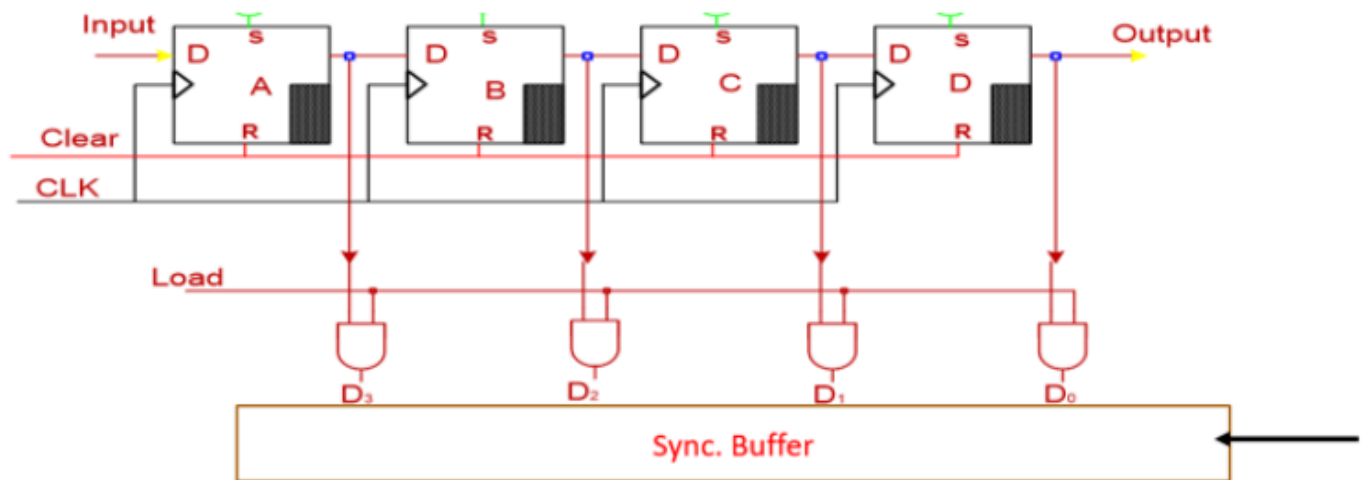 Input
S
S
S
S
Output
D
D
D
D
A
B
C
D
R
R
R
R
Clear
CLK
Load
D₃
D₂
D₁
D₀
Sync. Buffer